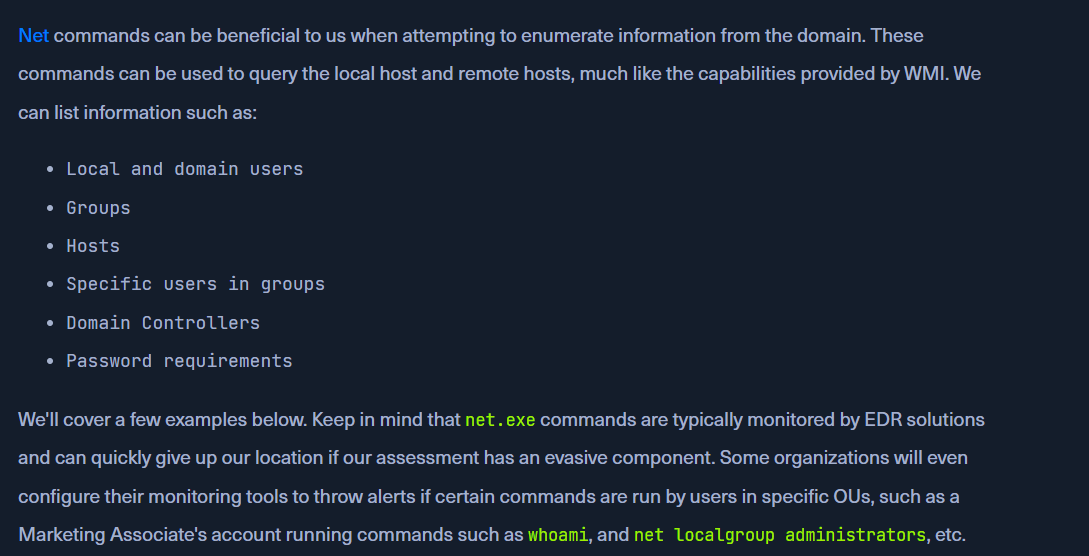 Net commands can be beneficial to us when attempting to enumerate information from the domain. These
commands can be used to query the local host and remote hosts, much like the capabilities provided by WMI. We
can list information such as:
• Local and domain users
• Groups
• Hosts
• Specific users in groups
• Domain Controllers
• Password requirements
We'll cover a few examples below. Keep in mind that net.exe commands are typically monitored by EDR solutions
and can quickly give up our location if our assessment has an evasive component. Some organizations will even
configure their monitoring tools to throw alerts if certain commands are run by users in specific OUs, such as a
Marketing Associate's account running commands such as whoami, and net localgroup administrators, etc.